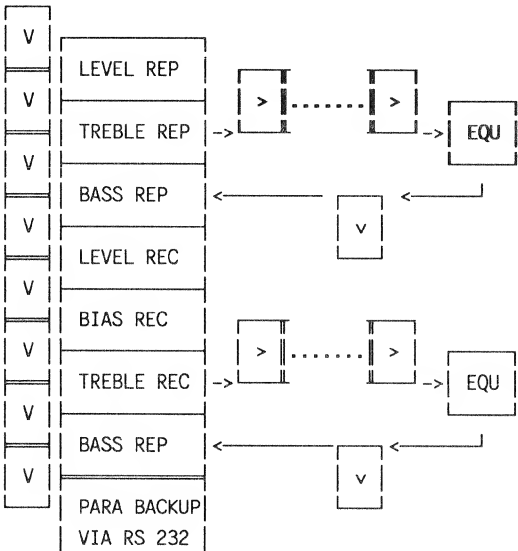 V
LEVEL REP
V > ....... >
TREBLE REP -> -> EQU
V
BASS REP <- <-
V v
LEVEL REC
V
BIAS REC
V > ....... >
TREBLE REC -> -> EQU
V
BASS REP <- <-
V v
PARA BACKUP
VIA RS 232